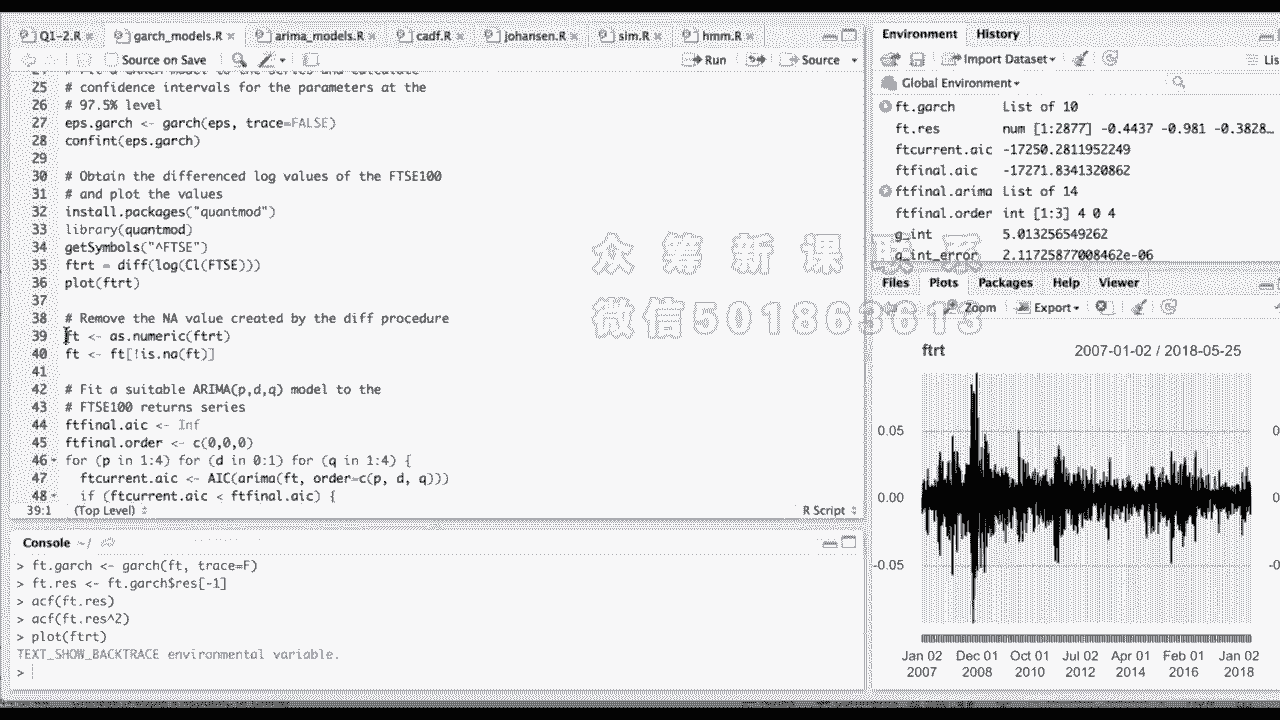 Q1-2.R garch_models.R arima_models.R cadf.R johansen.R sim.R hmm.R
Source on Save Run Source
25 # confidence intervals for the parameters at the
26 # 97.5% level
27 eps.garch <- garch(eps, trace=FALSE)
28 confint(eps.garch)
29
30 # Obtain the differenced log values of the FTSE100
31 # and plot the values
32 install.packages("quantmod")
33 library(quantmod)
34 getSymbols("^FTSE")
35 ftrt = diff(log(Cl(FTSE)))
36 plot(ftrt)
37
38 # Remove the NA value created by the diff procedure
39 ft <- as.numeric(ftrt)
40 ft <- ft[!is.na(ft)]
41
42 # Fit a suitable ARIMA(p,d,q) model to the
43 # FTSE100 returns series
44 ftfinal.aic <- Inf
45 ftfinal.order <- c(0,0,0)
46 for (p in 1:4) for (d in 0:1) for (q in 1:4) {
47 ftcurrent.aic <- AIC(arima(ft, order=c(p, d, q)))
48 if (ftcurrent.aic < ftfinal.aic) {
39:1 (Top Level) R Script
Console ~/
> ft.garch <- garch(ft, trace=F)
> ft.res <- ft.garch$res[-1]
> acf(ft.res)
> acf(ft.res^2)
> plot(ftrt)
TEXT_SHOW_BACKTRACE environmental variable.
>
Environment History
Import Dataset Lis
Global Environment
ft.garch List of 10
ft.res num [1:2877] -0.4437 -0.981 -0.3828…
ftcurrent.aic -17250.2811952249
ftfinal.aic -17271.8341320862
ftfinal.arima List of 14
ftfinal.order int [1:3] 4 0 4
g_int 5.013256549262
g_int_error 2.11725877008462e-06
Files Plots Packages Help Viewer
Zoom Export
ftrt 2007-01-02 / 2018-05-25
0.05
0.00
-0.05
Jan 02 Dec 01 Oct 01 Jul 02 Apr 01 Feb 01 Jan 02
2007 2008 2010 2012 2014 2016 2018
众筹新课联系
微信501863613